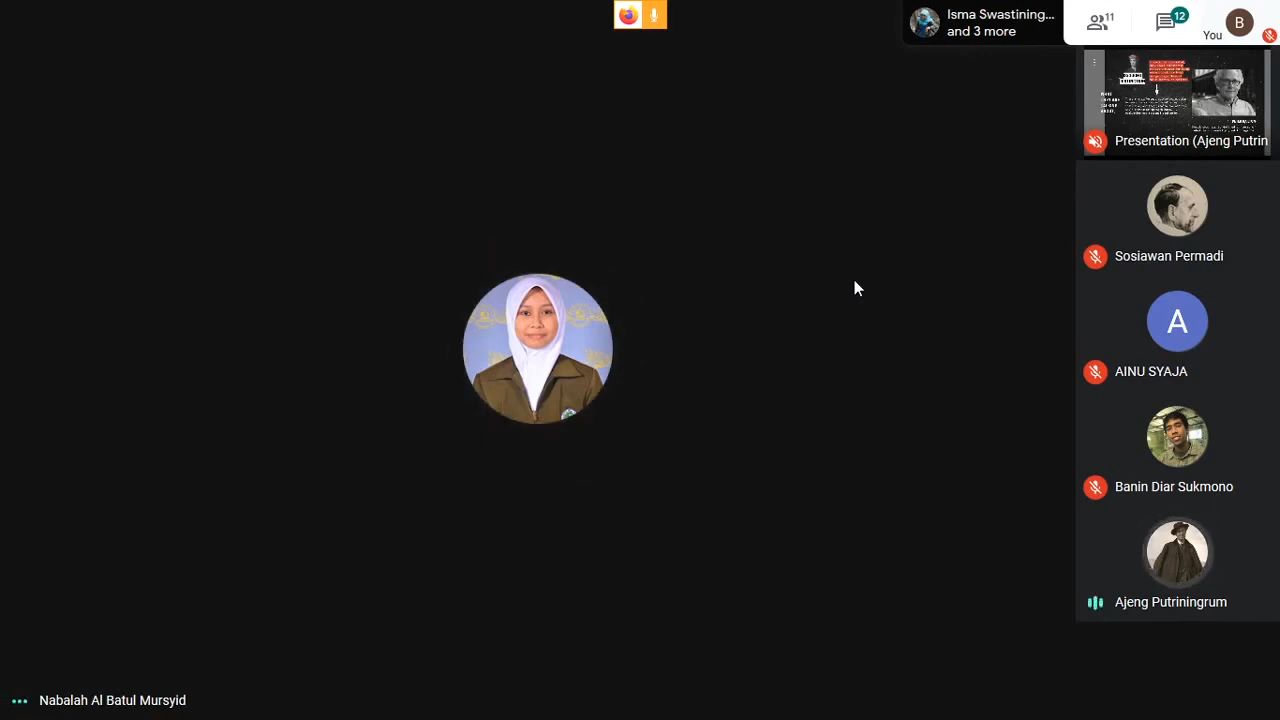 Isma Swastining...
and 3 more
11
12
You
B
Presentation (Ajeng Putrin
Sosiawan Permadi
A
AINU SYAJA
Banin Diar Sukmono
Ajeng Putriningrum
Nabalah Al Batul Mursyid